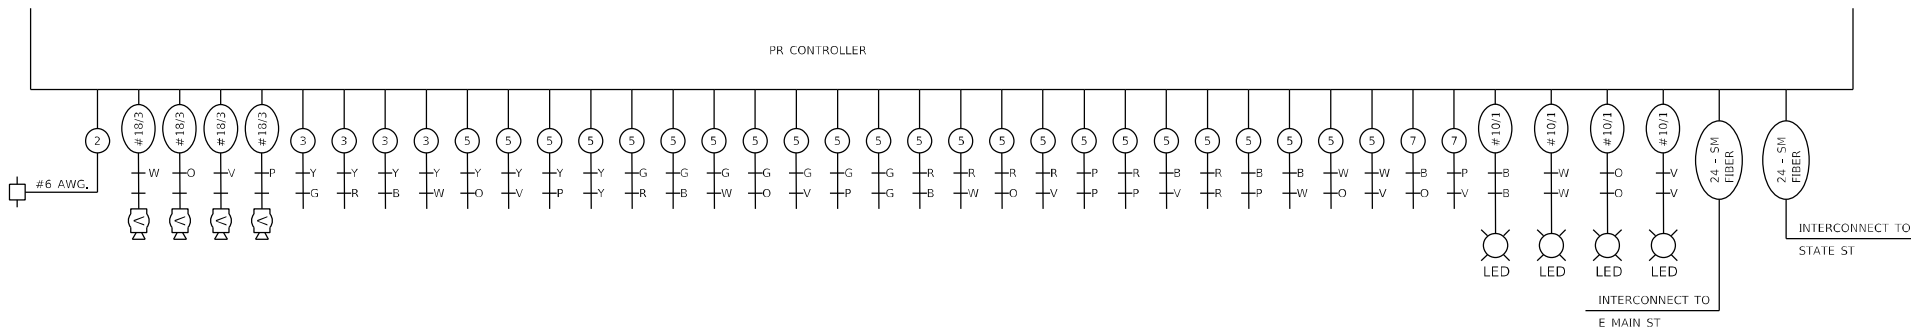 PR CONTROLLER
2 #18/3 #18/3 #18/3 #18/3 3 3 3 3 5 5 5 5 5 5 5 5 5 5 5 5 5 5 5 5 5 5 5 5 5 5 5 7 7 #10/1 #10/1 #10/1 #10/1
24 - SM
FIBER
24 - SM
FIBER
W O V P Y Y Y Y Y Y Y Y G G G G G G G R R R R P R B R B B W W B P B W O V
#6 AWG.
G R B W O V P Y R B W O V P G B W O V P P V R P W O V O V B W O V
V V V V
INTERCONNECT TO
STATE ST
LED LED LED LED
INTERCONNECT TO
E MAIN ST